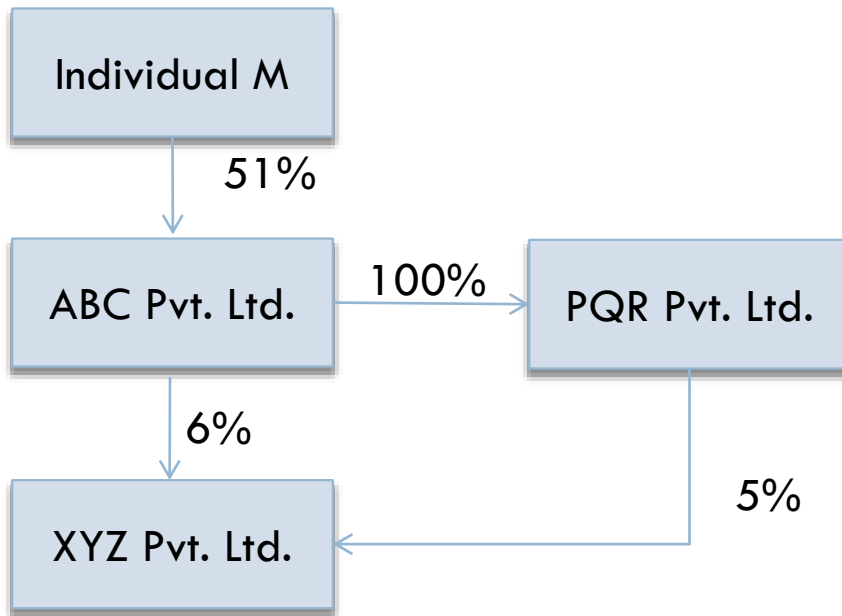 Individual M
51%
ABC Pvt. Ltd.
100%
PQR Pvt. Ltd.
6%
5%
XYZ Pvt. Ltd.